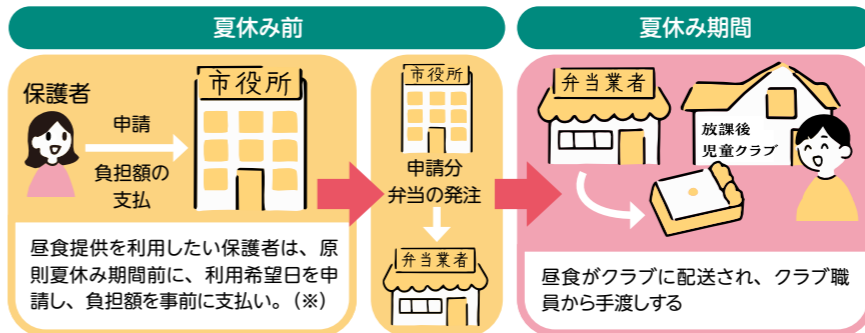 夏休み前
保護者
申請
負担額の
支払
市役所
昼食提供を利用したい保護者は、原
則夏休み期間前に、利用希望日を申
請し、負担額を事前に支払い。(※)
市役所
申請分
弁当の発注
弁当業者
夏休み期間
弁当業者
放課後
児童クラブ
昼食がクラブに配送され、クラブ職
員から手渡しする